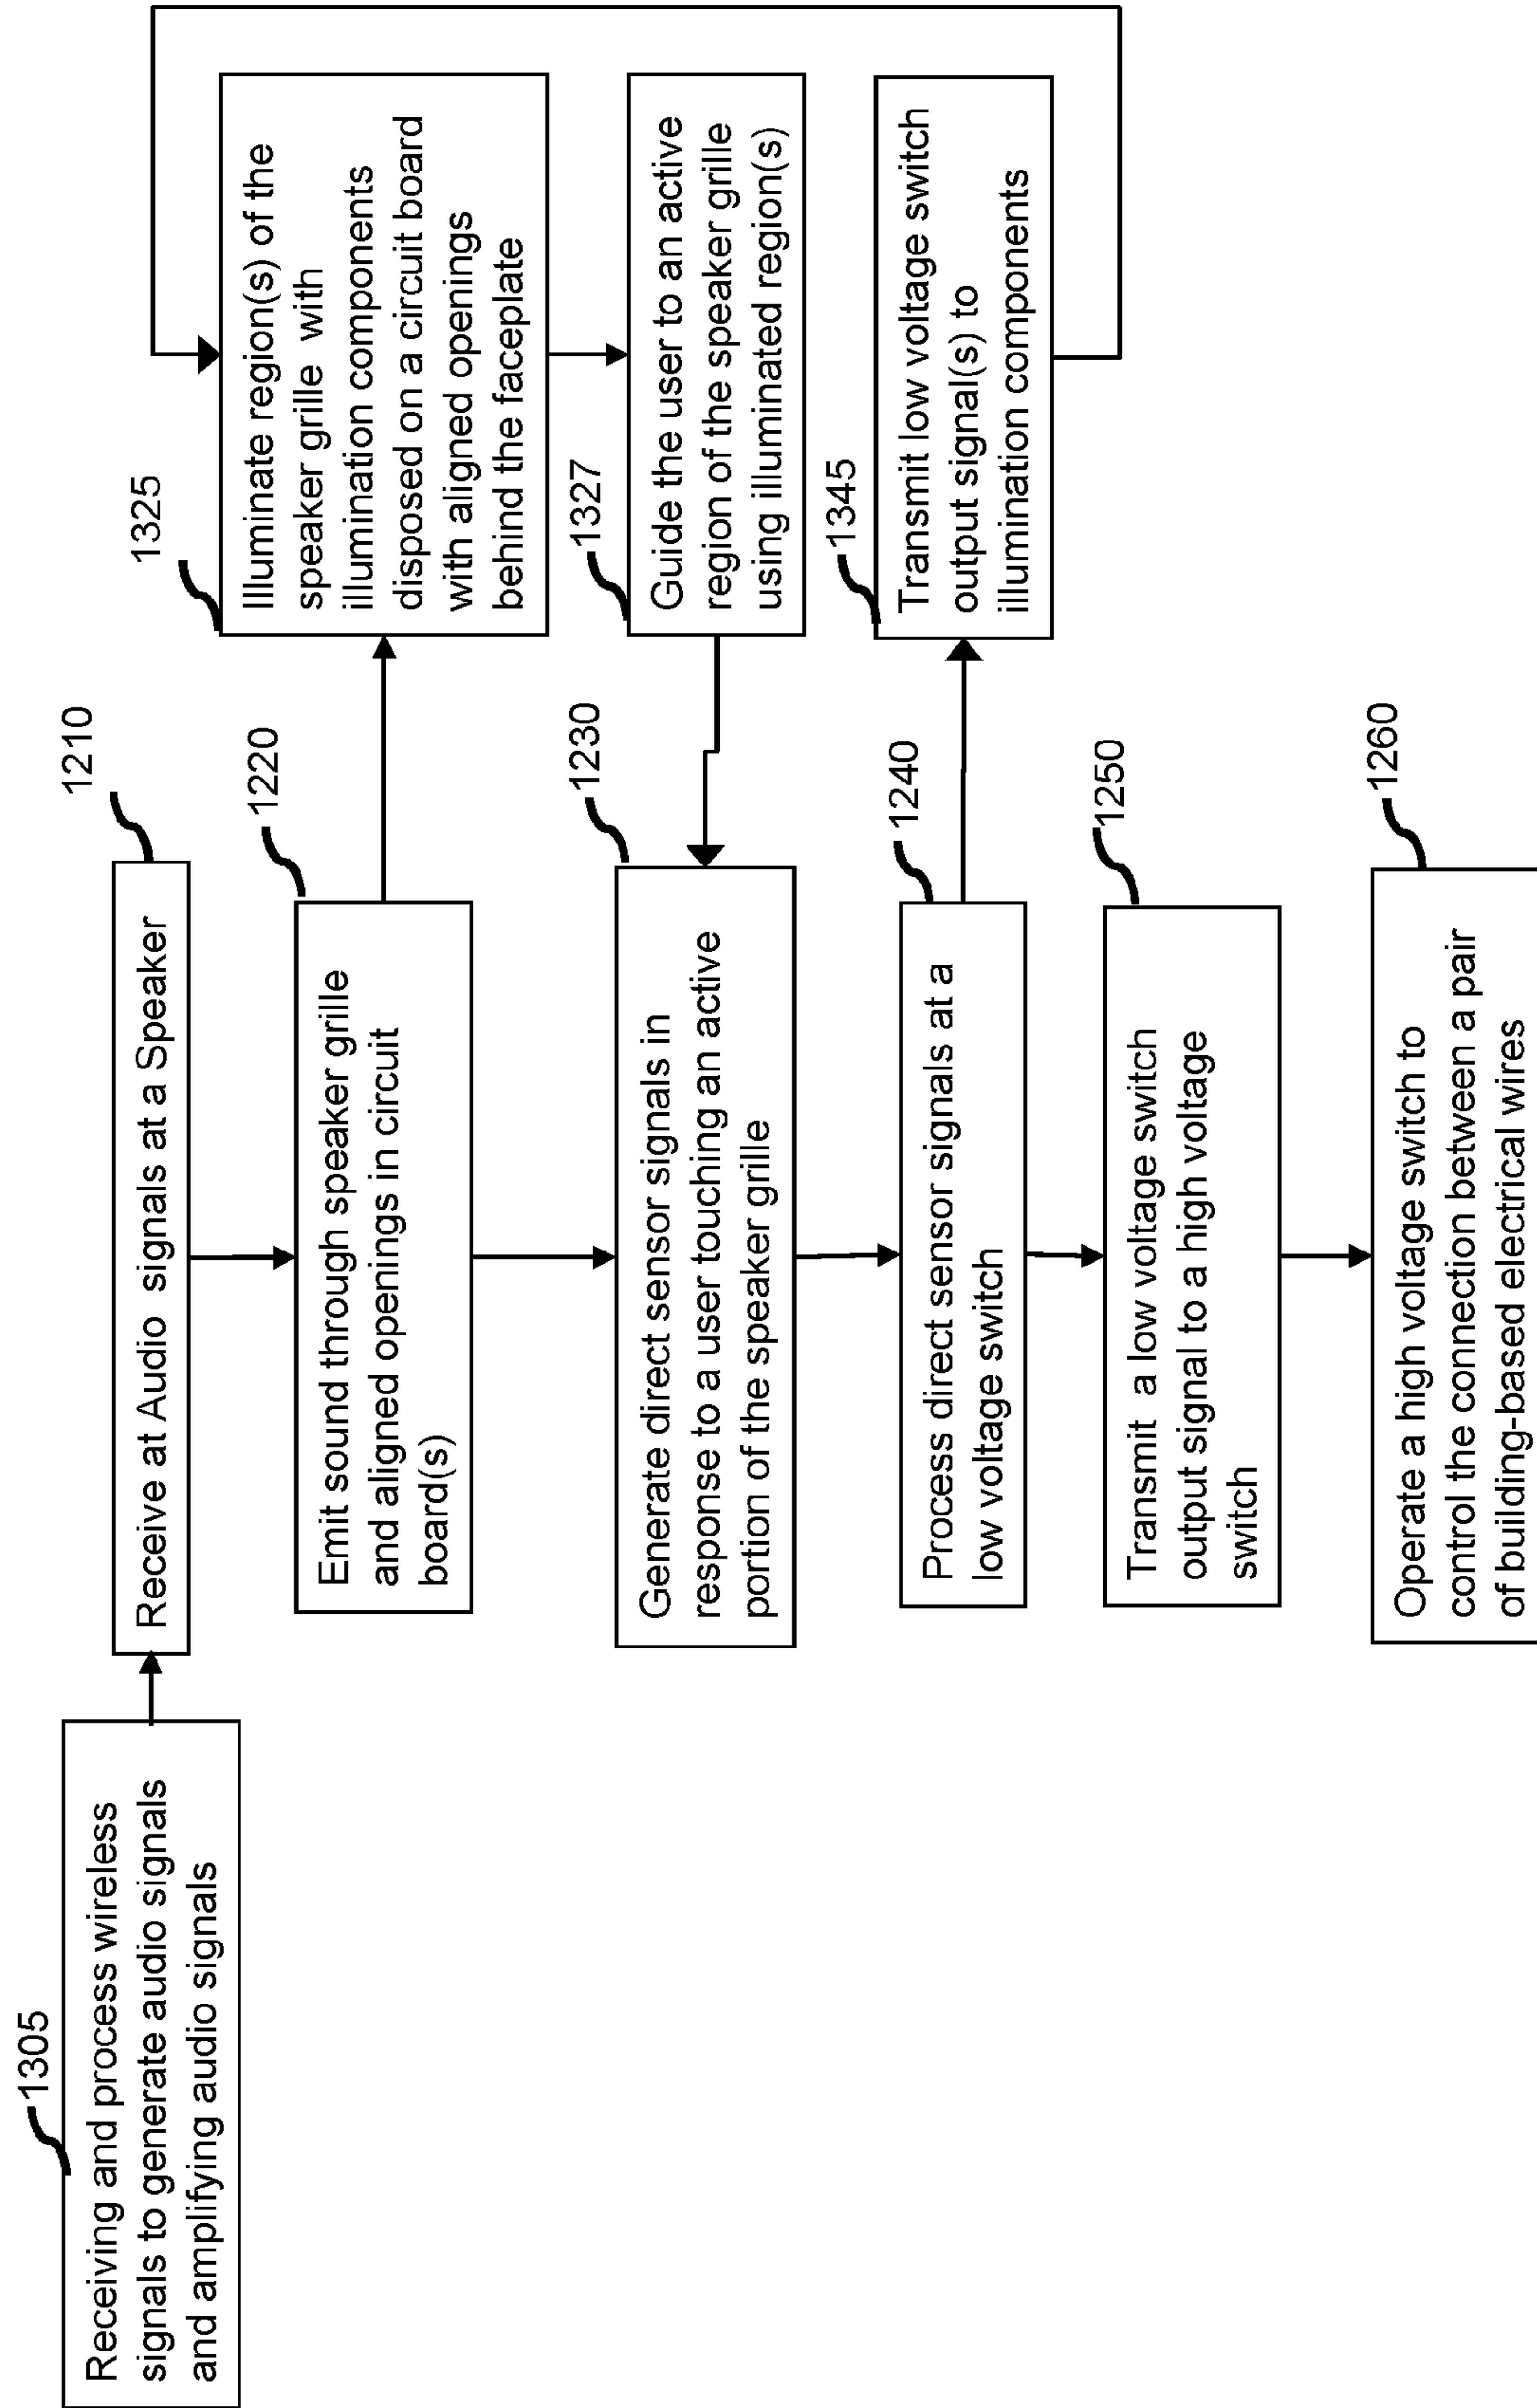 1305
Receiving and process wireless
signals to generate audio signals
and amplifying audio signals
1210
Receive at Audio signals at a Speaker
1220
Emit sound through speaker grille
and aligned openings in circuit
board(s)
1325
Illuminate region(s) of the
speaker grille with
illumination components
disposed on a circuit board
with aligned openings
behind the faceplate
1327
Guide the user to an active
region of the speaker grille
using illuminated region(s)
1230
Generate direct sensor signals in
response to a user touching an active
portion of the speaker grille
1240
Process direct sensor signals at a
low voltage switch
1345
Transmit low voltage switch
output signal(s) to
illumination components
1250
Transmit a low voltage switch
output signal to a high voltage
switch
1260
Operate a high voltage switch to
control the connection between a pair
of building-based electrical wires